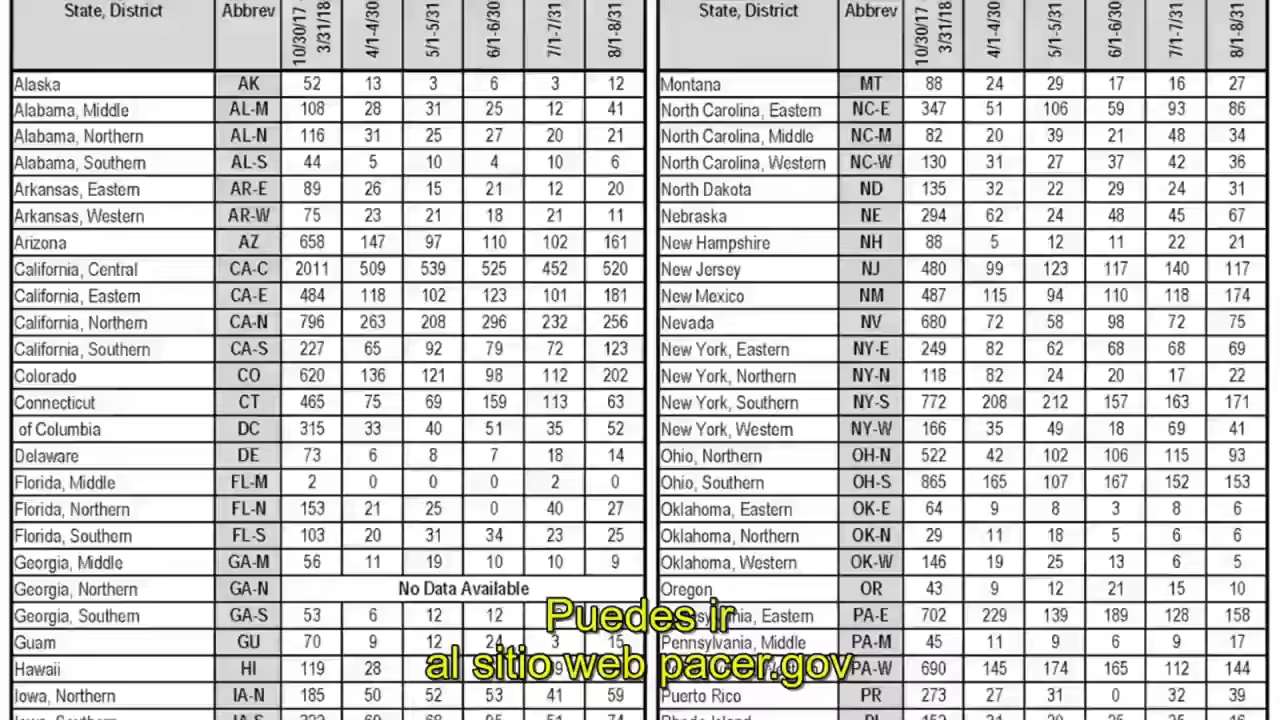 State, District Abbrev 10/30/17 - 3/31/18 4/1-4/30 5/1-5/31 6/1-6/30 7/1-7/31 8/1-8/31
Alaska AK 52 13 3 6 3 12
Alabama, Middle AL-M 108 28 31 25 12 41
Alabama, Northern AL-N 116 31 25 27 20 21
Alabama, Southern AL-S 44 5 10 4 10 6
Arkansas, Eastern AR-E 89 26 15 21 12 20
Arkansas, Western AR-W 75 23 21 18 21 11
Arizona AZ 658 147 97 110 102 161
California, Central CA-C 2011 509 539 525 452 520
California, Eastern CA-E 484 118 102 123 101 181
California, Northern CA-N 796 263 208 296 232 256
California, Southern CA-S 227 65 92 79 72 123
Colorado CO 620 136 121 98 112 202
Connecticut CT 465 75 69 159 113 63
of Columbia DC 315 33 40 51 35 52
Delaware DE 73 6 8 7 18 14
Florida, Middle FL-M 2 0 0 0 2 0
Florida, Northern FL-N 153 21 25 0 40 27
Florida, Southern FL-S 103 20 31 34 23 25
Georgia, Middle GA-M 56 11 19 10 10 9
Georgia, Northern GA-N No Data Available
Georgia, Southern GA-S 53 6 12 12
Guam GU 70 9 12 24 3 15
Hawaii HI 119 28
Iowa, Northern IA-N 185 50 52 53 41 59
State, District Abbrev 10/30/17 - 3/31/18 4/1-4/30 5/1-5/31 6/1-6/30 7/1-7/31 8/1-8/31
Montana MT 88 24 29 17 16 27
North Carolina, Eastern NC-E 347 51 106 59 93 86
North Carolina, Middle NC-M 82 20 39 21 48 34
North Carolina, Western NC-W 130 31 27 37 42 36
North Dakota ND 135 32 22 29 24 31
Nebraska NE 294 62 24 48 45 67
New Hampshire NH 88 5 12 11 22 21
New Jersey NJ 480 99 123 117 140 117
New Mexico NM 487 115 94 110 118 174
Nevada NV 680 72 58 98 72 75
New York, Eastern NY-E 249 82 62 68 68 69
New York, Northern NY-N 118 82 24 20 17 22
New York, Southern NY-S 772 208 212 157 163 171
New York, Western NY-W 166 35 49 18 69 41
Ohio, Northern OH-N 522 42 102 106 115 93
Ohio, Southern OH-S 865 165 107 167 152 153
Oklahoma, Eastern OK-E 64 9 8 3 8 6
Oklahoma, Northern OK-N 29 11 18 5 6 6
Oklahoma, Western OK-W 146 19 25 13 6 5
Oregon OR 43 9 12 21 15 10
Eastern PA-E 702 229 139 189 128 158
Pennsylvania, Middle PA-M 45 11 9 6 9 17
PA-W 690 145 174 165 112 144
Puerto Rico PR 273 27 31 0 32 39
Puedes ir
al sitio web pacer.gov